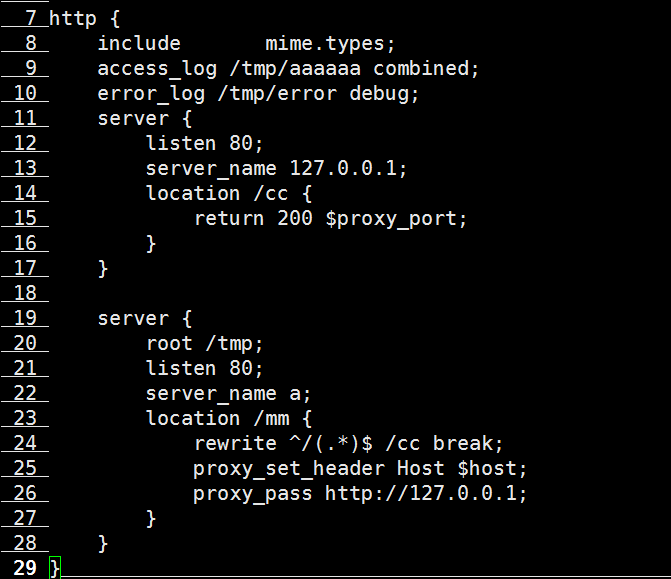 7 http {
8     include       mime.types;
9     access_log /tmp/aaaaaa combined;
10     error_log /tmp/error debug;
11     server {
12         listen 80;
13         server_name 127.0.0.1;
14         location /cc {
15             return 200 $proxy_port;
16         }
17     }
18
19     server {
20         root /tmp;
21         listen 80;
22         server_name a;
23         location /mm {
24             rewrite ^/(.*)$ /cc break;
25             proxy_set_header Host $host;
26             proxy_pass http://127.0.0.1;
27         }
28     }
29 }